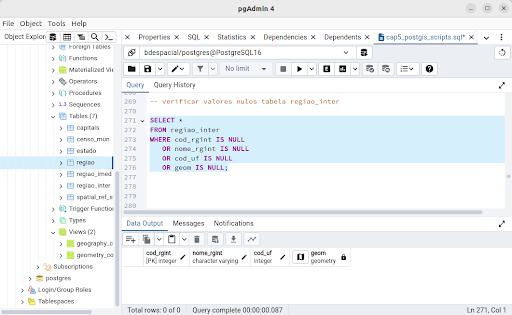 pgAdmin 4
File Object Tools Help
Object Explorer
Properties SQL Statistics Dependencies Dependents cap5_postgis_scripts.sql*
bdespacial/postgres@PostgreSQL16
No limit
Query Query History
Foreign Tables
Functions
Materialized Vi
Operators
Procedures
Sequences
Tables (7)
capitais
censo_mun
estado
regiao
regiao_imed
regiao_inter
spatial_ref_s
Trigger Function
Types
Views (2)
geography_c
geometry_co
Subscriptions
postgres
Login/Group Roles
Tablespaces
269 -- verificar valores nulos tabela regiao_inter
270
271 SELECT *
272 FROM regiao_inter
273 WHERE cod_rgint IS NULL
274 OR nome_rgint IS NULL
275 OR cod_uf IS NULL
276 OR geom IS NULL;
277
278
279
280
Data Output Messages Notifications
cod_rgint nome_rgint cod_uf geom
[PK] integer character varying integer geometry
Total rows: 0 of 0 Query complete 00:00:00.087 Ln 271, Col 1